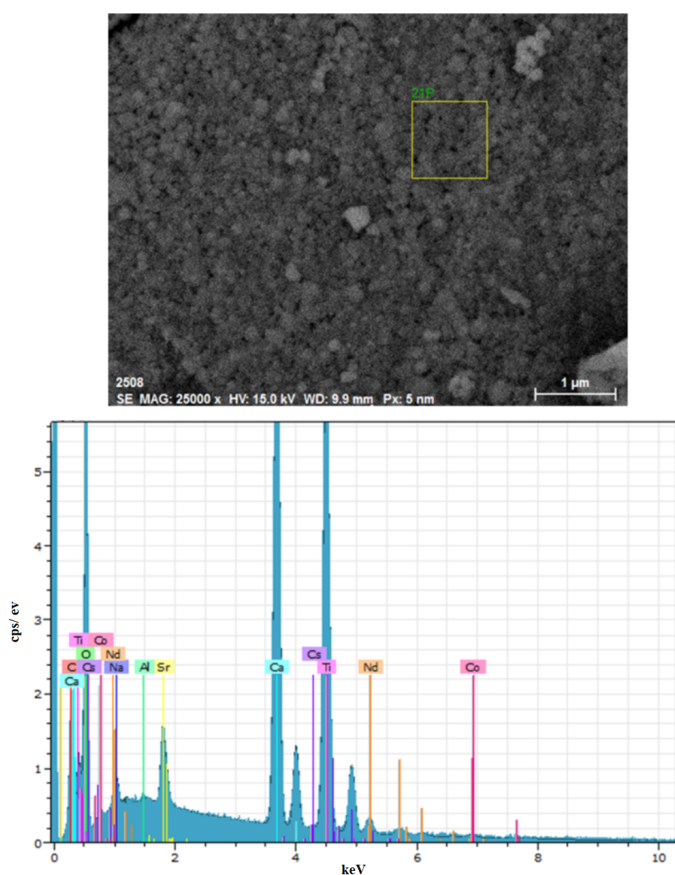 21P
2508
SE MAG: 25000 x HV: 15.0 kV WD: 9.9 mm Px: 5 nm
1 µm
cps/ ev
5
4
3
2
1
0
Ti Co
O Nd
C Cs Na Al Sr Ca Cs Ti Nd Co
Ca
0 2 4 6 8 10
keV